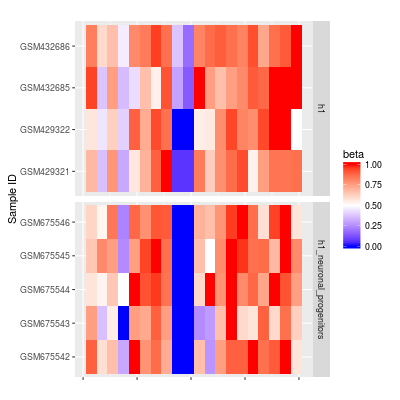 GSM432686
GSM432685
GSM429322
GSM429321
h1
GSM675546
GSM675545
GSM675544
GSM675543
GSM675542
h1_neuronal_progenitors
Sample ID
beta
1.00
0.75
0.50
0.25
0.00